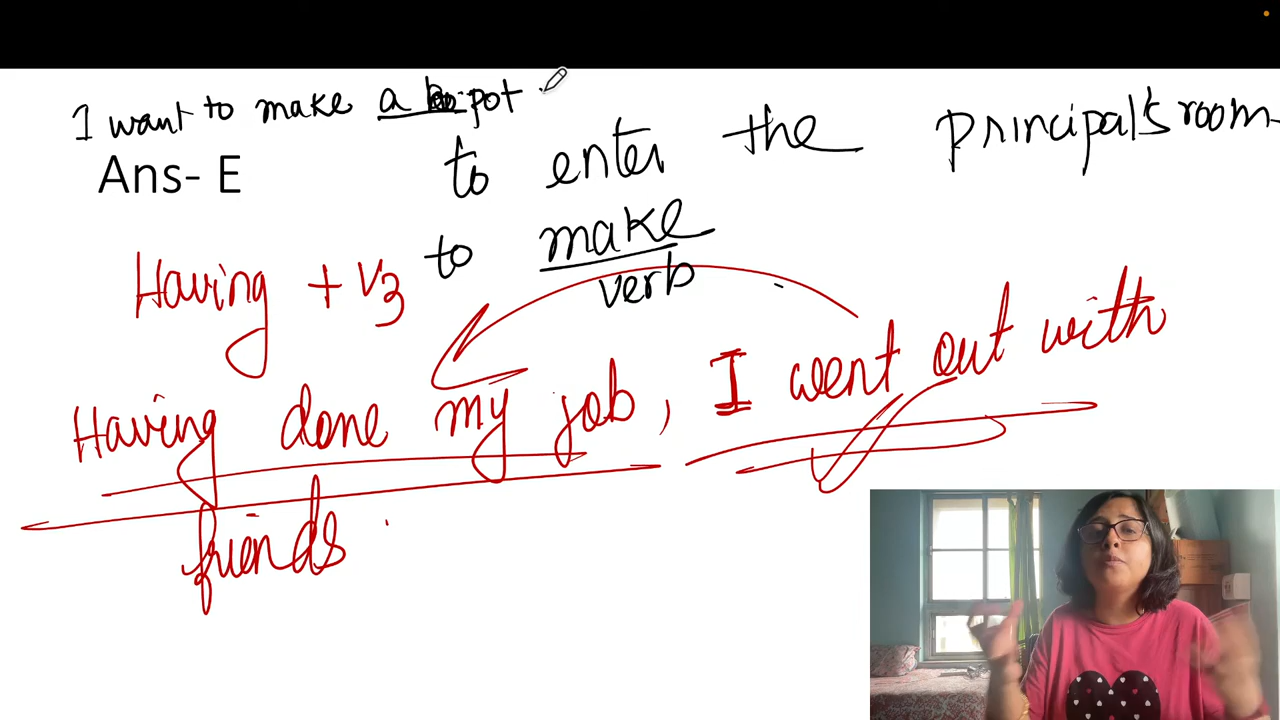 I want to make a pot
Ans- E
to enter the principal's room
to make
verb
Having + V3
Having done my job, I went out with
friends.